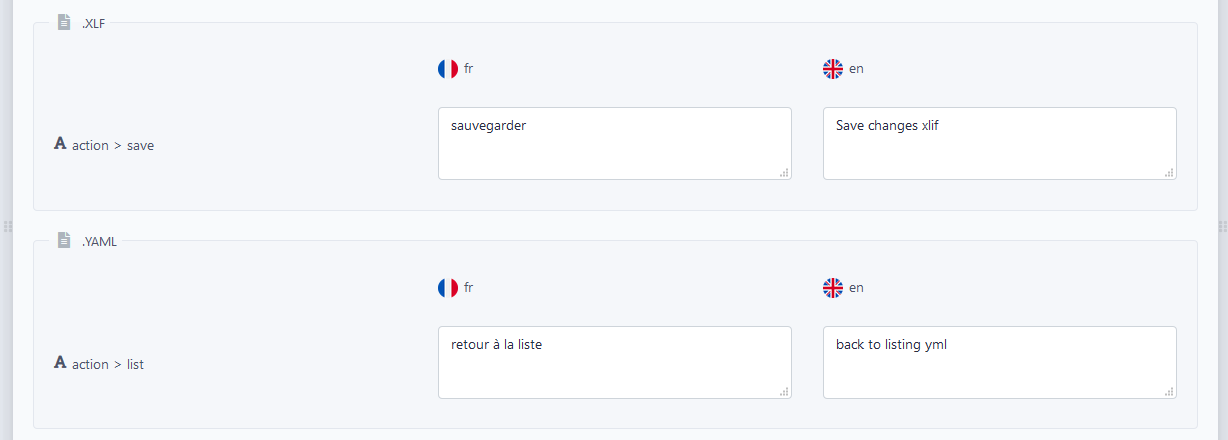 .XLF
fr
en
sauvegarder
Save changes xlif
A action > save
.YAML
fr
en
retour à la liste
back to listing yml
A action > list